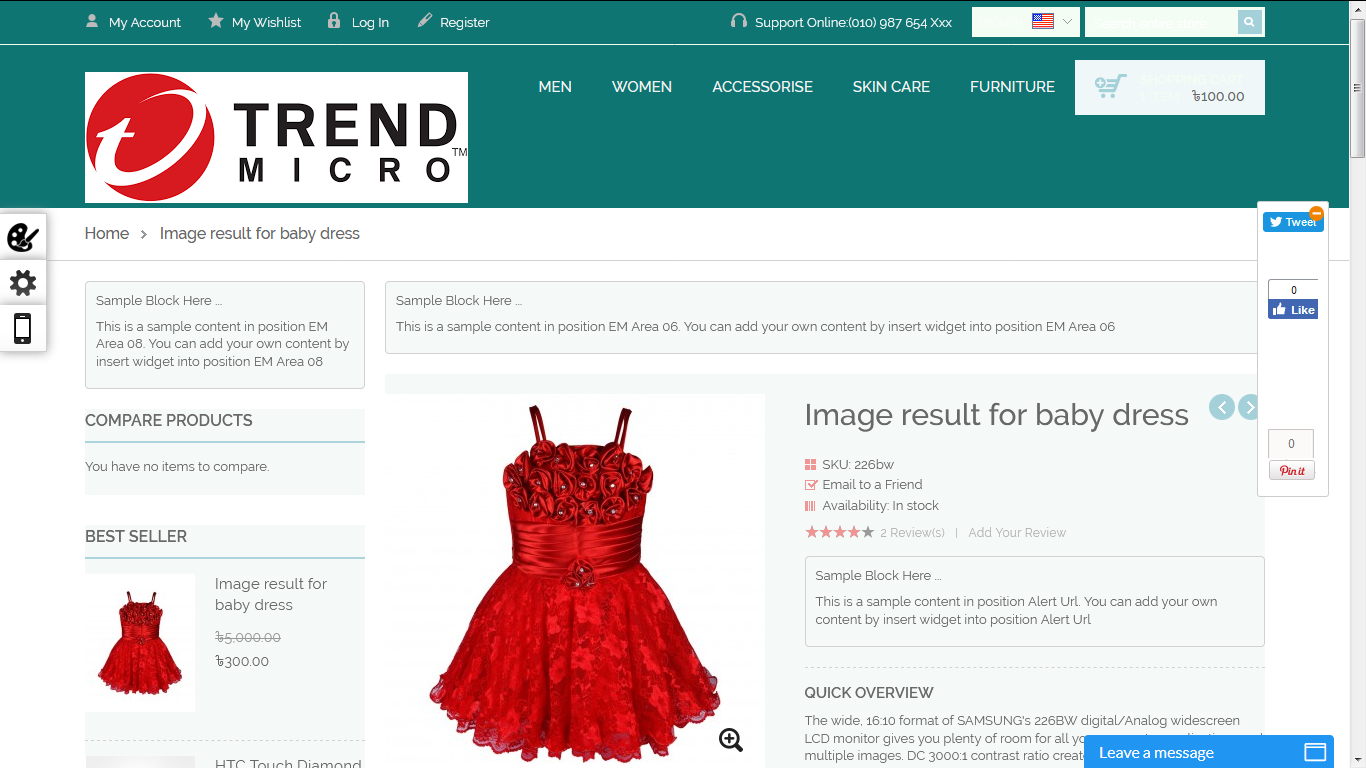 My Account
My Wishlist
Log In
Register
Support Online:(010) 987 654 Xxx
TREND
MICRO
TM
MEN
WOMEN
ACCESSORISE
SKIN CARE
FURNITURE
৳100.00
Home
Image result for baby dress
Tweet
0
Like
0
Pin it
Sample Block Here ...
This is a sample content in position EM
Area 08. You can add your own content by
insert widget into position EM Area 08
Sample Block Here ...
This is a sample content in position EM Area 06. You can add your own content by insert widget into position EM Area 06
COMPARE PRODUCTS
You have no items to compare.
BEST SELLER
Image result for
baby dress
৳5,000.00
৳300.00
HTC Touch Diamond
Image result for baby dress
SKU: 226bw
Email to a Friend
Availability: In stock
2 Review(s) | Add Your Review
Sample Block Here ...
This is a sample content in position Alert Url. You can add your own
content by insert widget into position Alert Url
QUICK OVERVIEW
The wide, 16:10 format of SAMSUNG's 226BW digital/Analog widescreen
LCD monitor gives you plenty of room for all
multiple images. DC 3000:1 contrast ratio
Leave a message